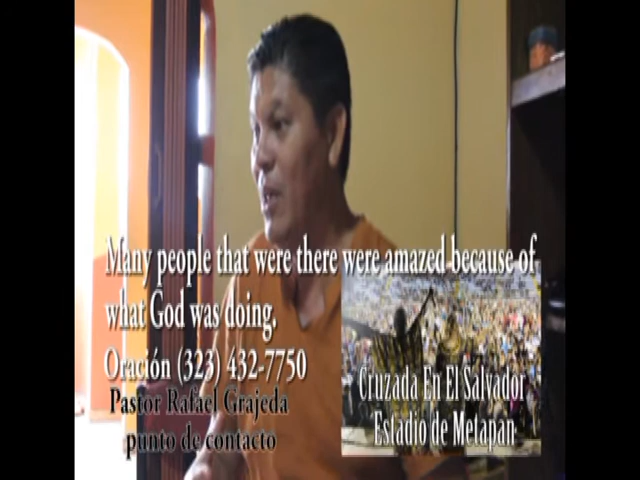 Many people that were there were amazed because of
what God was doing.
Oración (323) 432-7750
Pastor Rafael Grajeda
punto de contacto
Cruzada En El Salvador
Estadio de Metapan